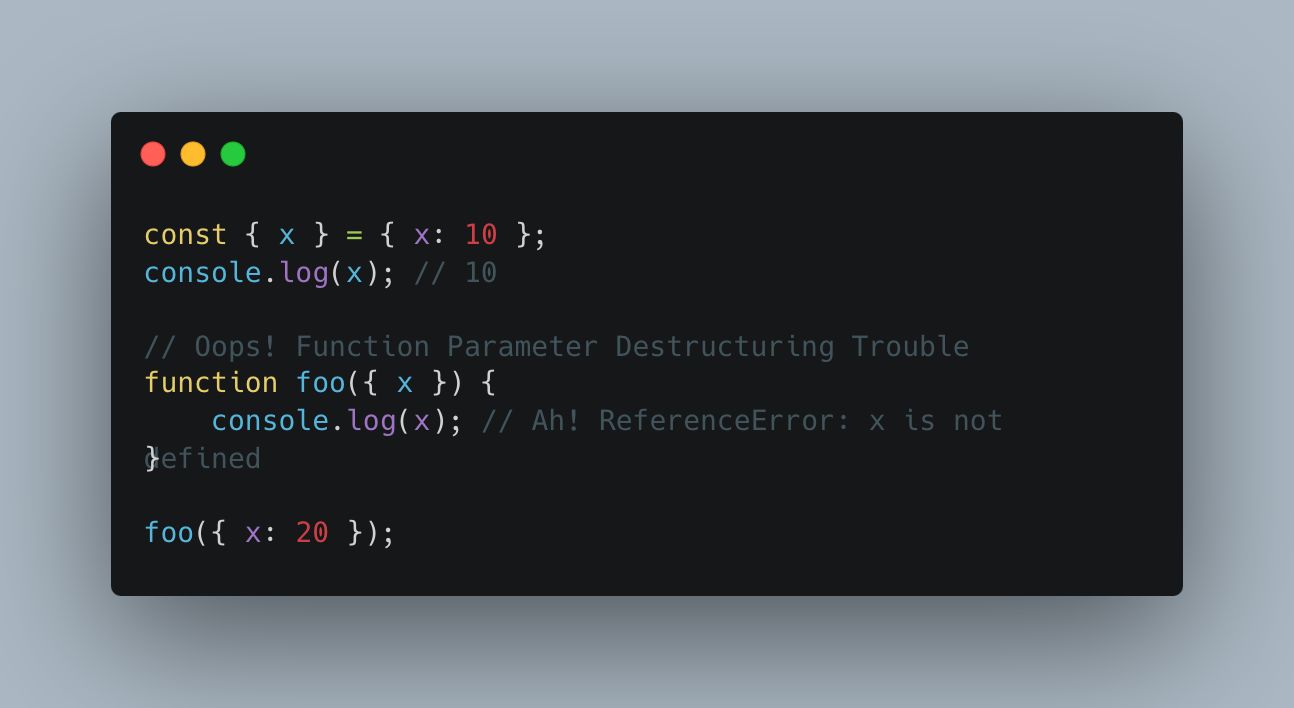 const { x } = { x: 10 };
console.log(x); // 10
// Oops! Function Parameter Destructuring Trouble
function foo({ x }) {
console.log(x); // Ah! ReferenceError: x is not
defined
}
foo({ x: 20 });